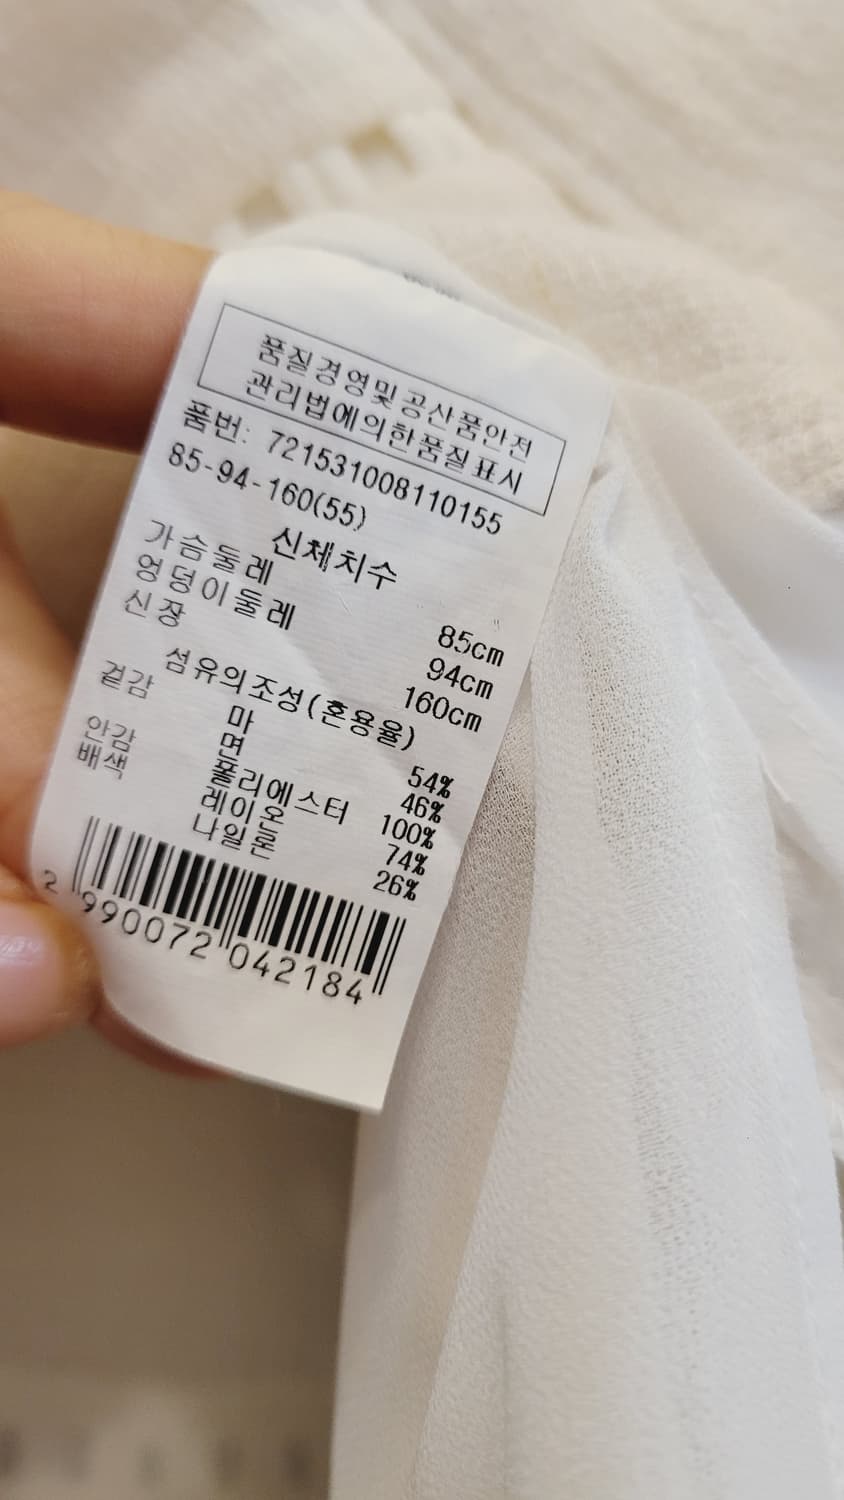 품질경영및공산품안전
관리법에의한품질표시
품번: 721531008110155
85-94-160(55)
신체치수
가슴둘레 85cm
엉덩이둘레 94cm
신장 160cm
섬유의조성(혼용율)
겉감 마 54%
면 46%
안감 폴리에스터 100%
배색 레이온 74%
나일론 26%
2 990072 042184